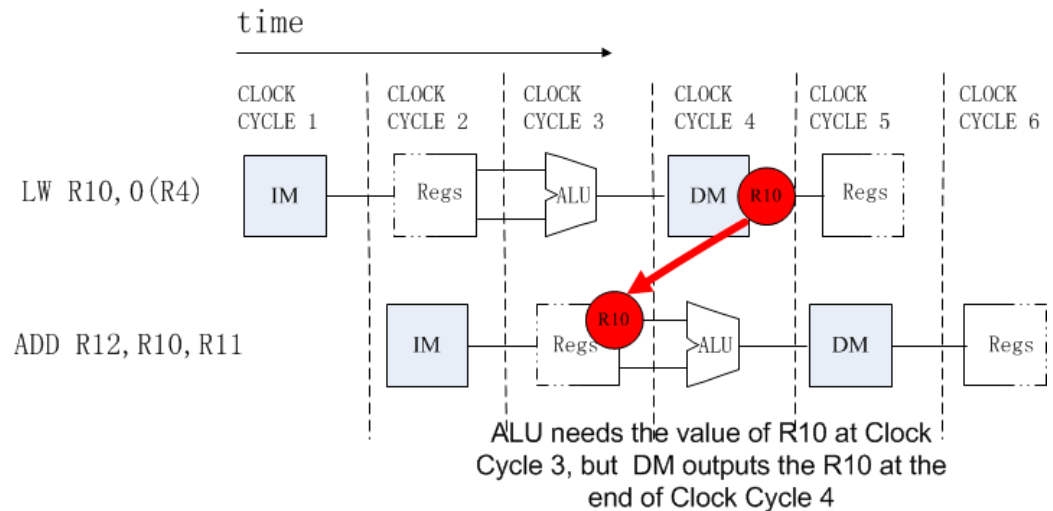 time
CLOCK CYCLE 1
CLOCK CYCLE 2
CLOCK CYCLE 3
CLOCK CYCLE 4
CLOCK CYCLE 5
CLOCK CYCLE 6
LW R10,0(R4)
IM
Regs
ALU
DM
R10
Regs
ADD R12,R10,R11
IM
Regs
R10
ALU
DM
Regs
ALU needs the value of R10 at Clock
Cycle 3, but DM outputs the R10 at the
end of Clock Cycle 4